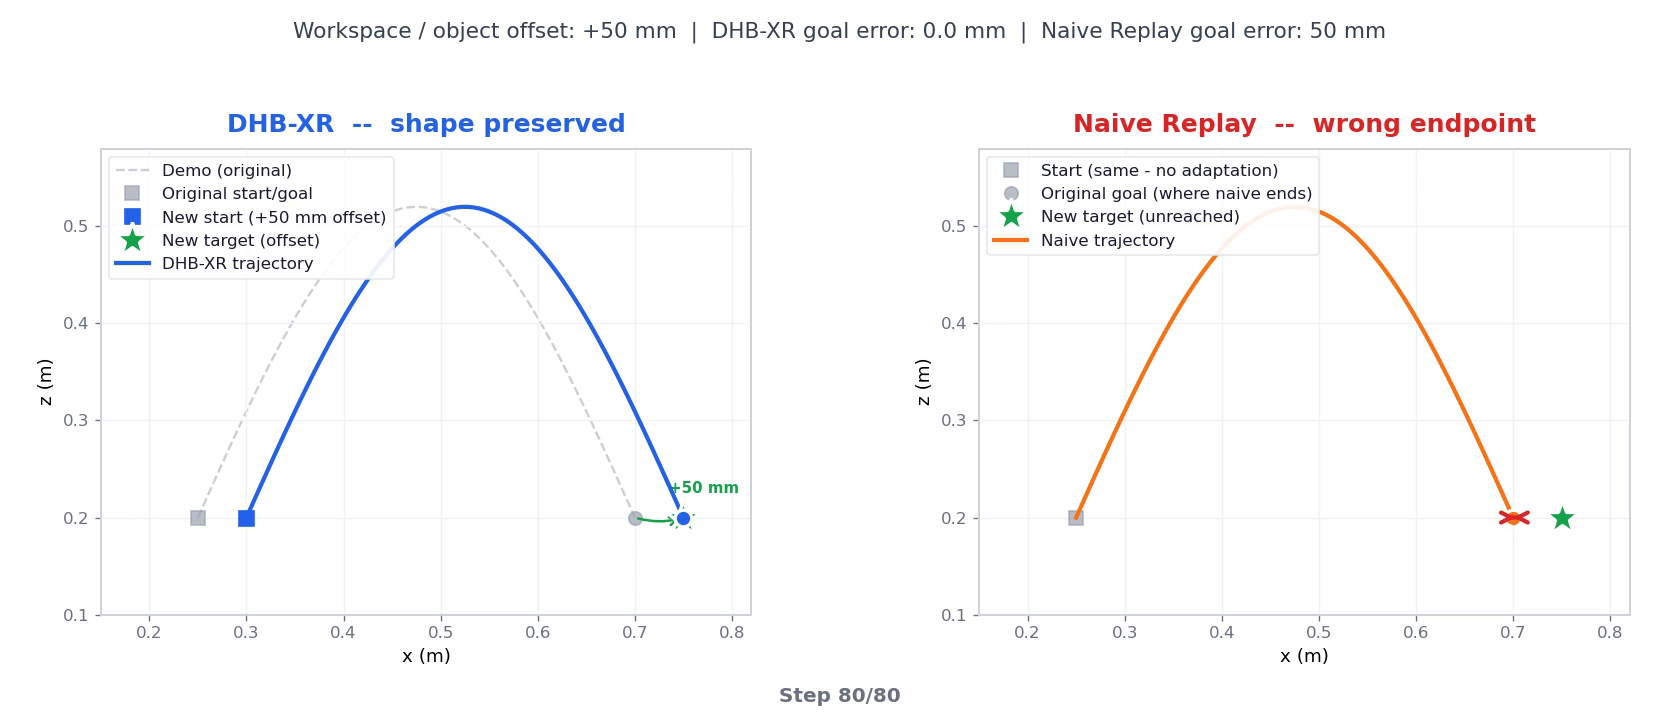 Workspace / object offset: +50 mm | DHB-XR goal error: 0.0 mm | Naive Replay goal error: 50 mm
DHB-XR -- shape preserved
Demo (original)
Original start/goal
New start (+50 mm offset)
New target (offset)
DHB-XR trajectory
+50 mm
z (m)
0.5
0.4
0.3
0.2
0.1
0.2
0.3
0.4
0.5
0.6
0.7
0.8
x (m)
Naive Replay -- wrong endpoint
Start (same - no adaptation)
Original goal (where naive ends)
New target (unreached)
Naive trajectory
z (m)
0.5
0.4
0.3
0.2
0.1
0.2
0.3
0.4
0.5
0.6
0.7
0.8
x (m)
Step 80/80